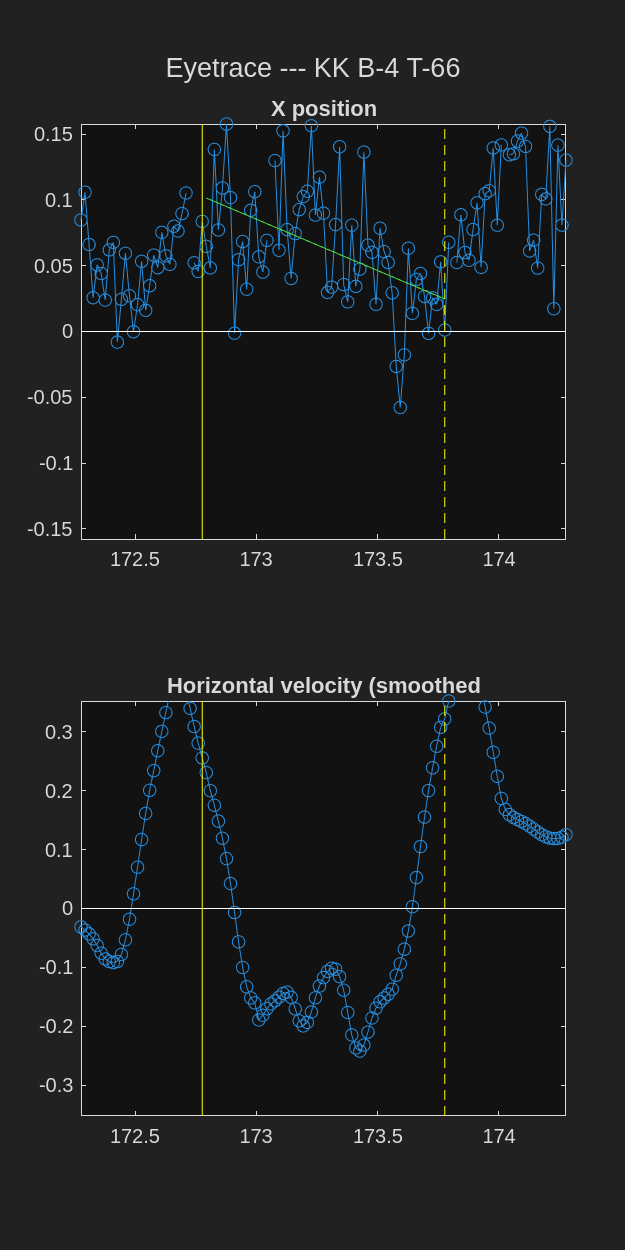 Eyetrace --- KK B-4 T-66
X position
0.15
0.1
0.05
0
-0.05
-0.1
-0.15
172.5 173 173.5 174
Horizontal velocity (smoothed
0.3
0.2
0.1
0
-0.1
-0.2
-0.3
172.5 173 173.5 174